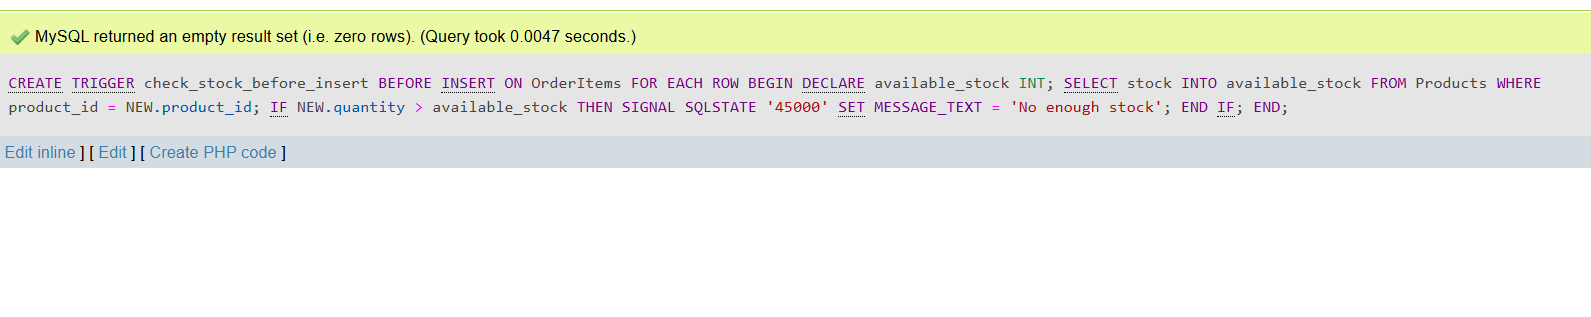 MySQL returned an empty result set (i.e. zero rows). (Query took 0.0047 seconds.)
CREATE TRIGGER check_stock_before_insert BEFORE INSERT ON OrderItems FOR EACH ROW BEGIN DECLARE available_stock INT; SELECT stock INTO available_stock FROM Products WHERE
product_id = NEW.product_id; IF NEW.quantity > available_stock THEN SIGNAL SQLSTATE '45000' SET MESSAGE_TEXT = 'No enough stock'; END IF; END;
Edit inline ] [ Edit ] [ Create PHP code ]